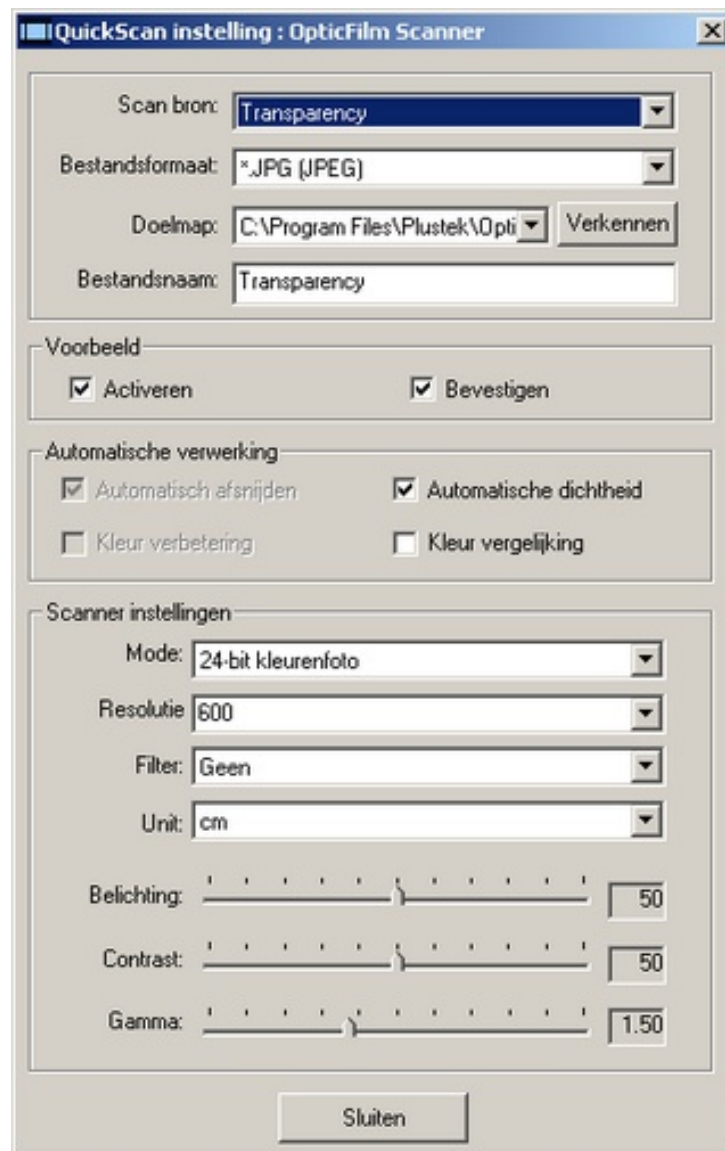 QuickScan instelling : OpticFilm Scanner
Scan bron: Transparency
Bestandsformaat: *.JPG (JPEG)
Doelmap: C:\Program Files\Plustek\Opti Verkennen
Bestandsnaam: Transparency
Voorbeeld
Activeren Bevestigen
Automatische verwerking
Automatisch afsnijden Automatische dichtheid
Kleur verbetering Kleur vergelijking
Scanner instellingen
Mode: 24-bit kleurenfoto
Resolutie 600
Filter: Geen
Unit: cm
Belichting: 50
Contrast: 50
Gamma: 1.50
Sluiten